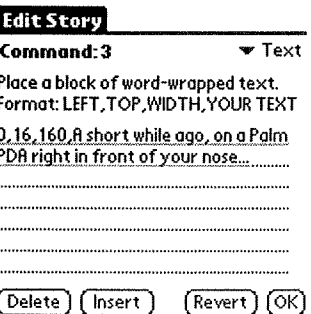 Edit Story
Command: 3 Text
Place a block of word-wrapped text.
Format: LEFT,TOP,WIDTH,YOUR TEXT
0,16,160,A short while ago, on a Palm
PDA right in front of your nose...
Delete Insert Revert OK